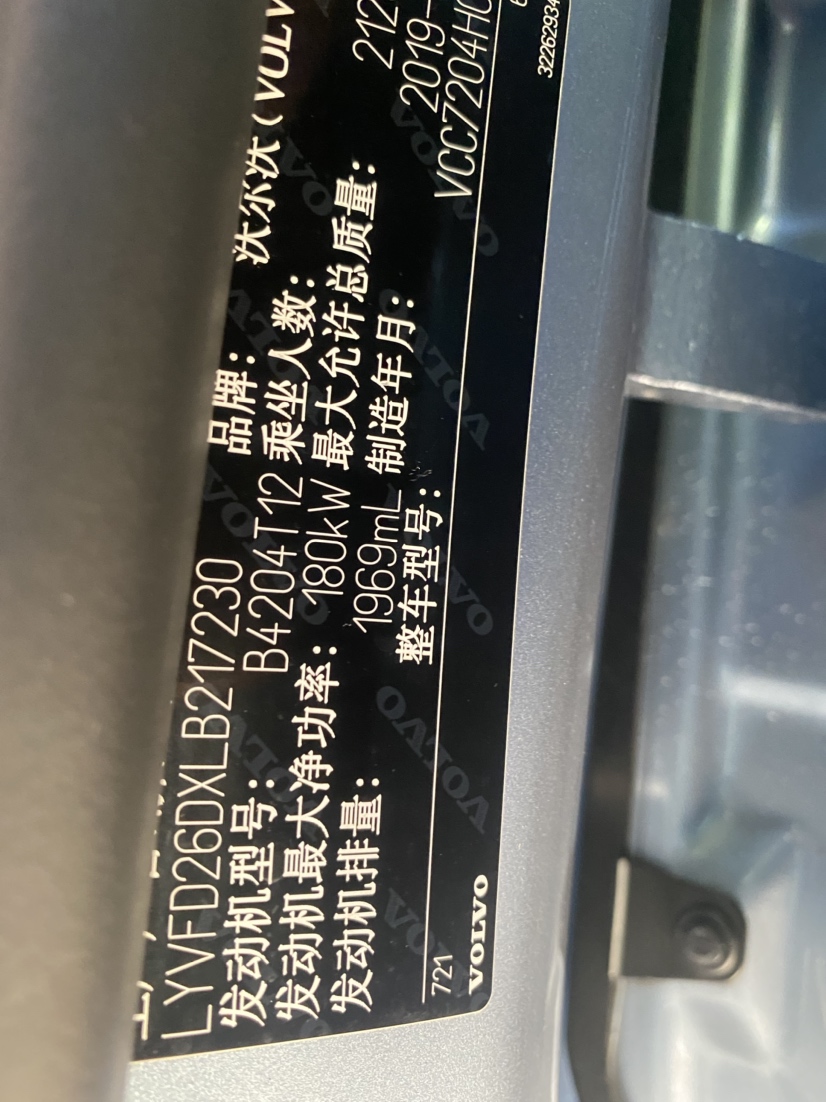 LYVFD26DXLB217230 品牌: 沃尔沃(VOLV
发动机型号: B4204T12 乘坐人数:
发动机最大净功率: 180kW 最大允许总质量: 212
发动机排量: 1969mL 制造年月: 2019-
整车型号: VCC7204H
721
VOLVO
32262934